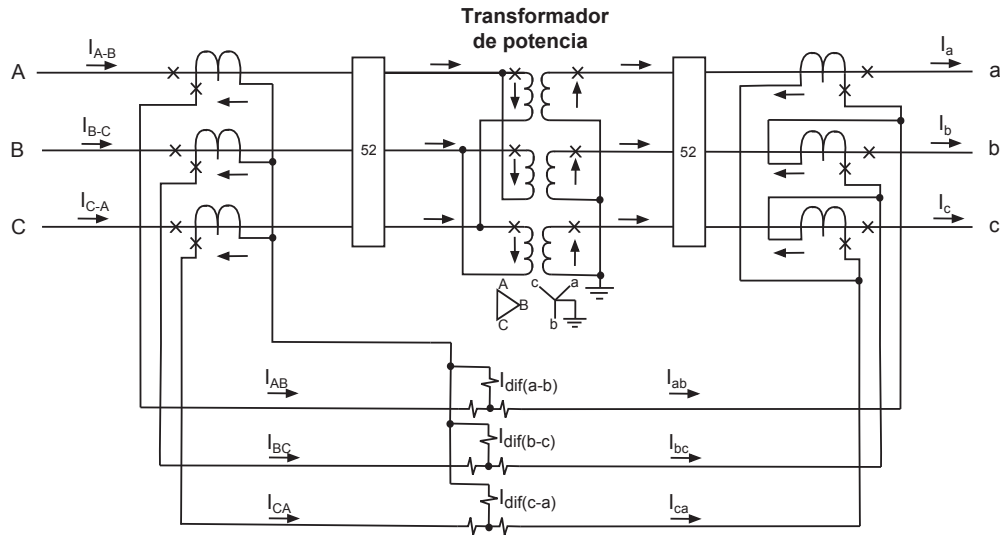 Transformador
de potencia
I_A-B
I_a
A
a
I_B-C
I_b
B
52
52
b
I_C-A
I_c
C
c
A
B
C
c
a
b
I_AB
I_dif(a-b)
I_ab
I_BC
I_dif(b-c)
I_bc
I_CA
I_dif(c-a)
I_ca